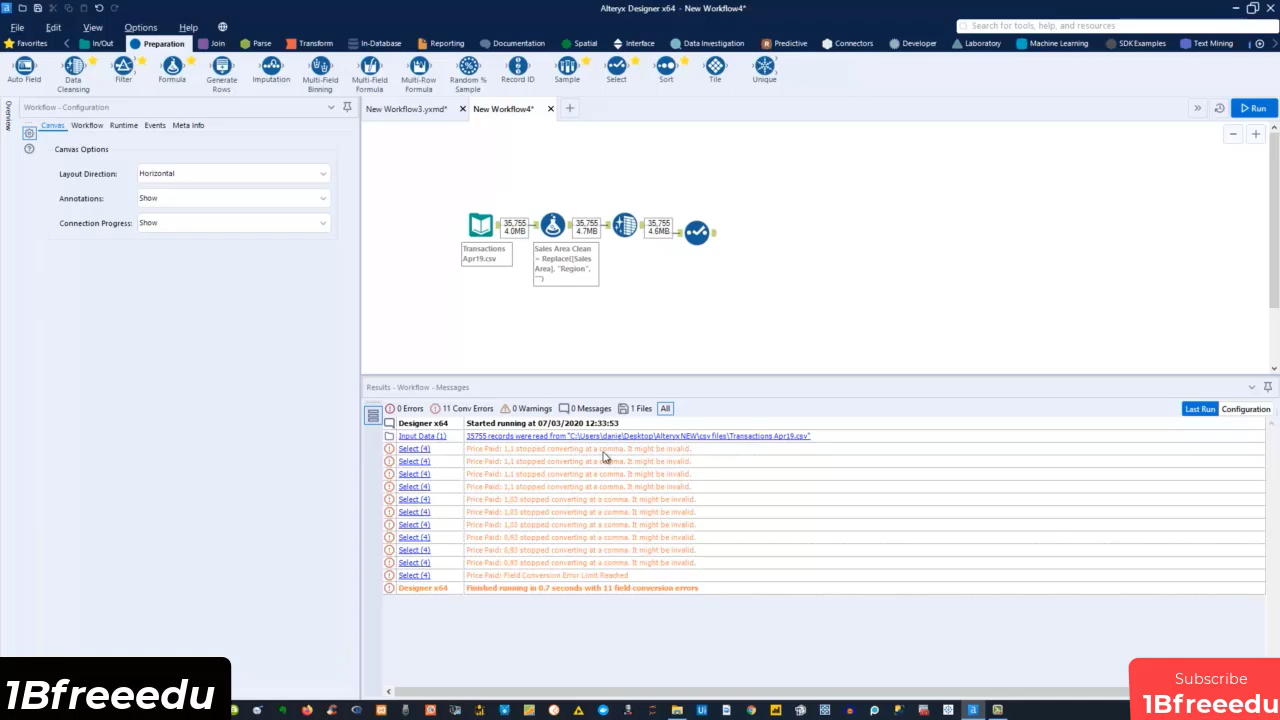 Alteryx Designer x64 - New Workflow4*
File Edit View Options Help
Search for tools, help, and resources
Favorites In/Out Preparation Join Parse Transform In-Database Reporting Documentation Spatial Interface Data Investigation Predictive Connectors Developer Laboratory Machine Learning SDK Examples Text Mining
Auto Field
Data
Cleansing
Filter
Formula
Generate
Rows
Imputation
Multi-Field
Binning
Multi-Field
Formula
Multi-Row
Formula
Random %
Sample
Record ID
Sample
Select
Sort
Tile
Unique
Overview
Workflow - Configuration
New Workflow3.yxmd*
New Workflow4*
Run
Canvas Workflow Runtime Events Meta Info
Canvas Options
Layout Direction: Horizontal
Annotations: Show
Connection Progress: Show
35,755
4.0MB
35,755
4.7MB
35,755
4.6MB
Transactions
Apr19.csv
Sales Area Clean
= Replace([Sales
Area], "Region",
"")
Results - Workflow - Messages
0 Errors 11 Conv Errors 0 Warnings 0 Messages 1 Files All
Last Run Configuration
Designer x64 Started running at 07/03/2020 12:33:53
Input Data (1) 35755 records were read from "C:\Users\danie\Desktop\Alteryx NEW\csv files\Transactions Apr19.csv"
Select (4) Price Paid: 1,1 stopped converting at a comma. It might be invalid.
Select (4) Price Paid: 1,1 stopped converting at a comma. It might be invalid.
Select (4) Price Paid: 1,1 stopped converting at a comma. It might be invalid.
Select (4) Price Paid: 1,1 stopped converting at a comma. It might be invalid.
Select (4) Price Paid: 1,03 stopped converting at a comma. It might be invalid.
Select (4) Price Paid: 1,03 stopped converting at a comma. It might be invalid.
Select (4) Price Paid: 1,03 stopped converting at a comma. It might be invalid.
Select (4) Price Paid: 0,93 stopped converting at a comma. It might be invalid.
Select (4) Price Paid: 0,93 stopped converting at a comma. It might be invalid.
Select (4) Price Paid: 0,93 stopped converting at a comma. It might be invalid.
Select (4) Price Paid: Field Conversion Error Limit Reached
Designer x64 Finished running in 0.7 seconds with 11 field conversion errors
1Bfreeedu
Subscribe
1Bfreeedu